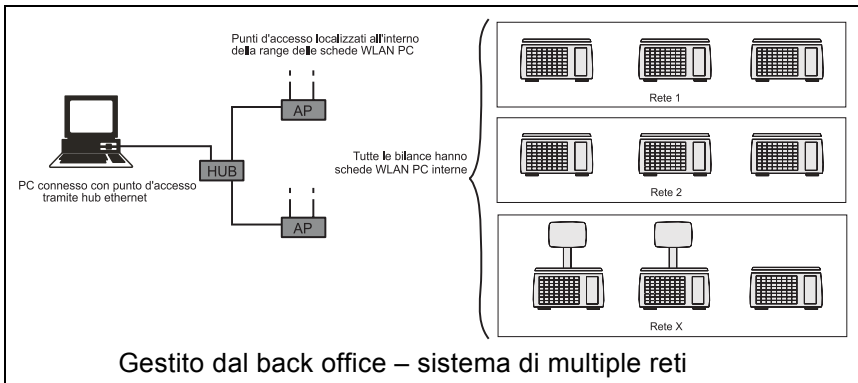 Punti d'accesso localizzati all'interno
della range delle schede WLAN PC
AP
HUB
PC connesso con punto d'accesso
tramite hub ethernet
AP
Tutte le bilance hanno
schede WLAN PC interne
Rete 1
Rete 2
Rete X
Gestito dal back office – sistema di multiple reti